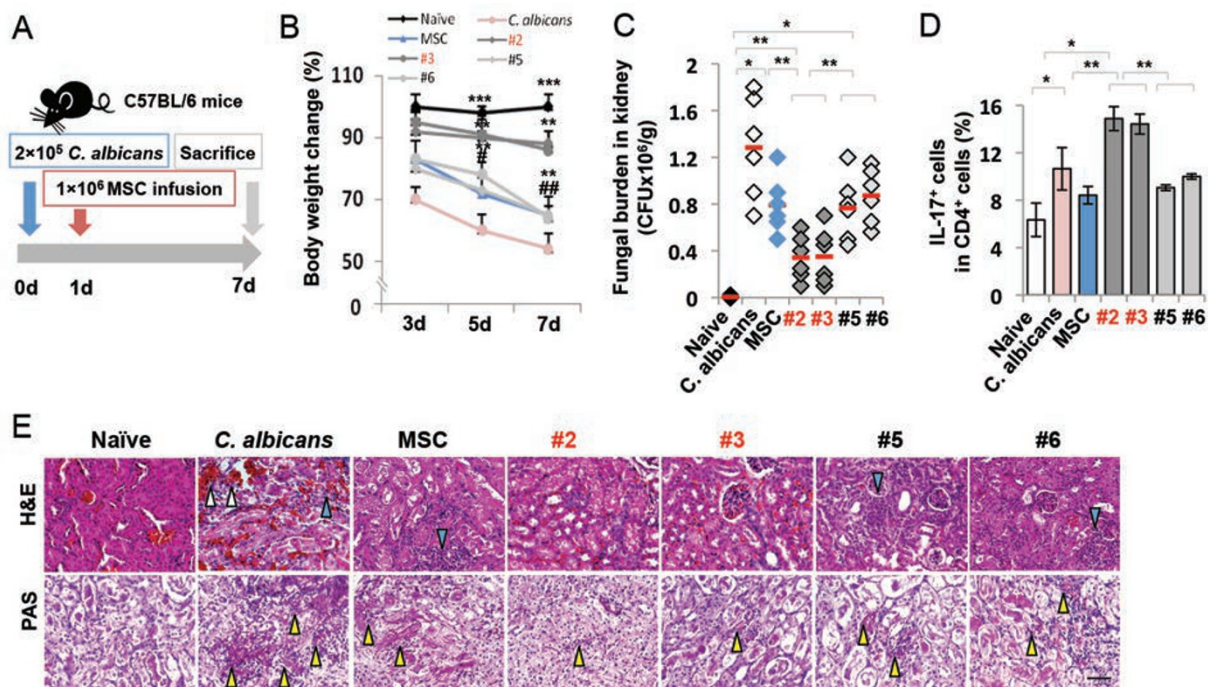 A
C57BL/6 mice
2×10⁵ C. albicans
Sacrifice
1×10⁶ MSC infusion
0d 1d 7d
B
Naïve C. albicans
MSC #2
#3 #5
#6
Body weight change (%)
110
90
70
50
0
***
***
**
**
**
#
**
##
3d 5d 7d
C
Fungal burden in kidney
(CFUx10⁶/g)
*
** **
* ** **
2
1.6
1.2
0.8
0.4
0
Naïve C. albicans MSC #2 #3 #5 #6
D
IL-17⁺ cells
in CD4⁺ cells (%)
*
** **
*
16
12
8
4
0
Naive C. albicans MSC #2 #3 #5 #6
E
Naïve C. albicans MSC #2 #3 #5 #6
H&E
PAS